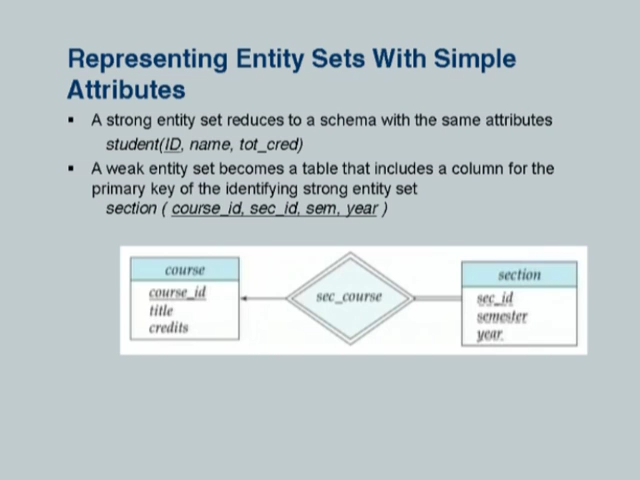 Representing Entity Sets With Simple
Attributes
▪ A strong entity set reduces to a schema with the same attributes
student(ID, name, tot_cred)
▪ A weak entity set becomes a table that includes a column for the
primary key of the identifying strong entity set
section ( course_id, sec_id, sem, year )
course
course_id
title
credits
sec_course
section
sec_id
semester
year